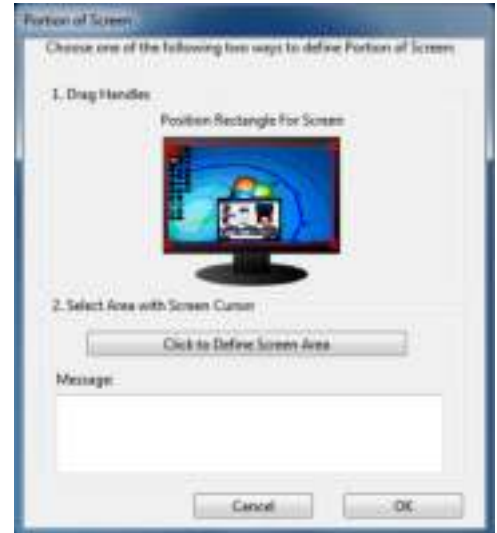 Portion of Screen
Choose one of the following two ways to define Portion of Screen
1. Drag Handles
Position Rectangle For Screen
2. Select Area with Screen Cursor
Click to Define Screen Area
Message:
Cancel
OK